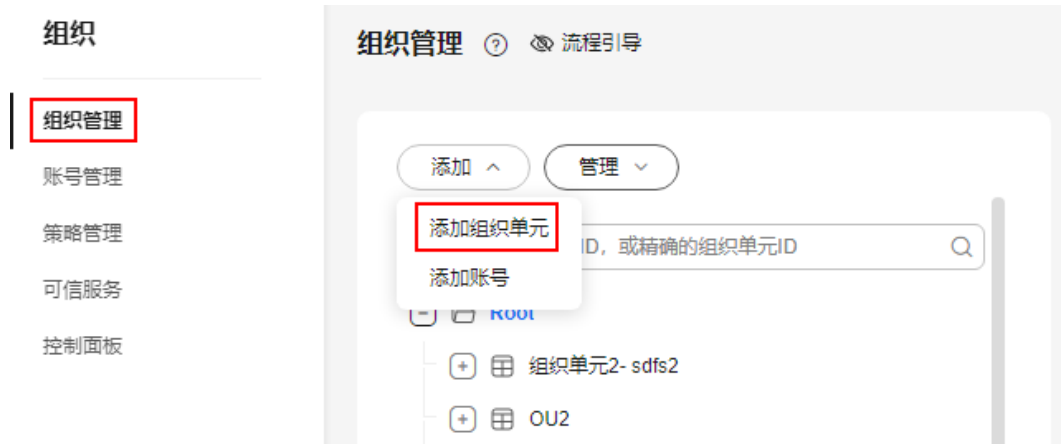 组织
组织管理
账号管理
策略管理
可信服务
控制面板
组织管理 ? 流程引导
添加 管理
添加组织单元
添加账号
ID，或精确的组织单元ID
Root
组织单元2- sdfs2
OU2